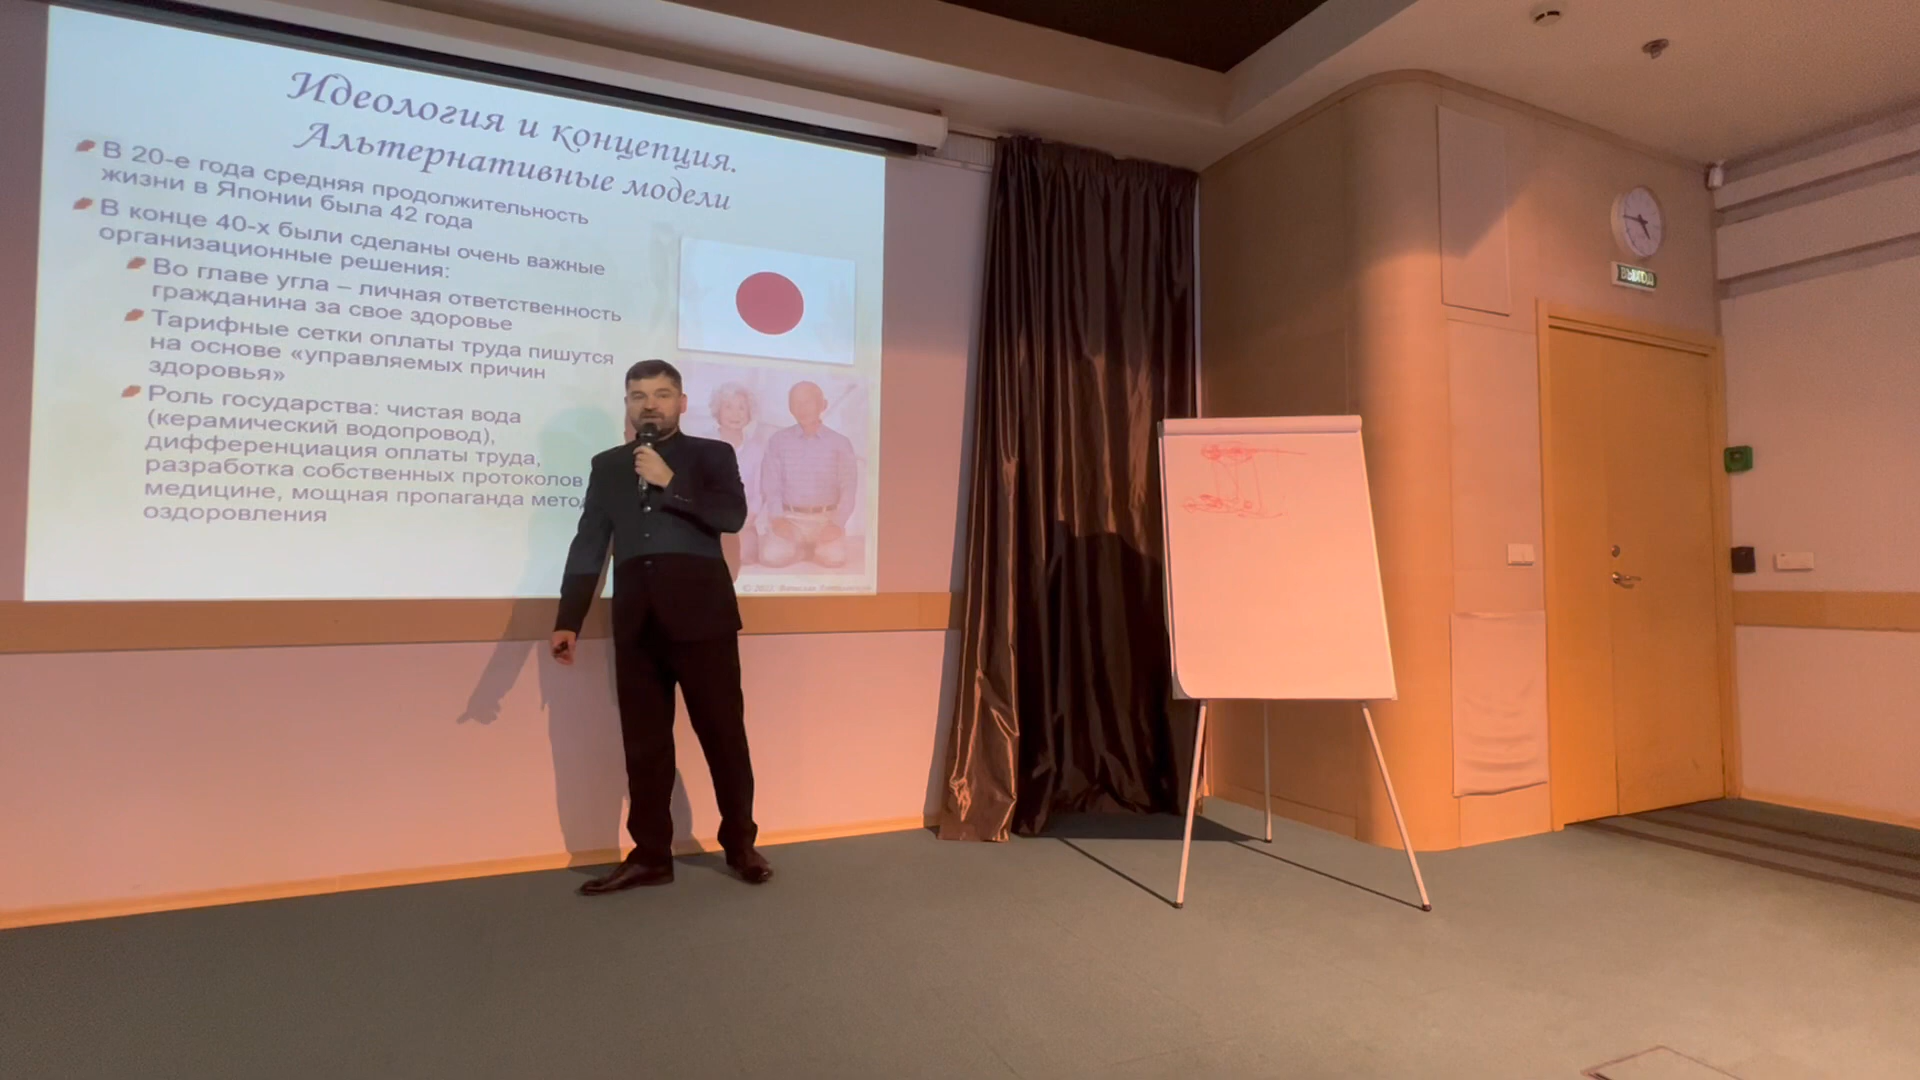 Идеология и концепция.
Альтернативные модели
В 20-е года средняя продолжительность
жизни в Японии была 42 года
В конце 40-х были сделаны очень важные
организационные решения:
Во главе угла – личная ответственность
гражданина за свое здоровье
Тарифные сетки оплаты труда пишутся
на основе «управляемых причин
здоровья»
Роль государства: чистая вода
(керамический водопровод),
дифференциация оплаты труда,
разработка собственных протоколов
медицине, мощная пропаганда
оздоровления
ВЫХОД